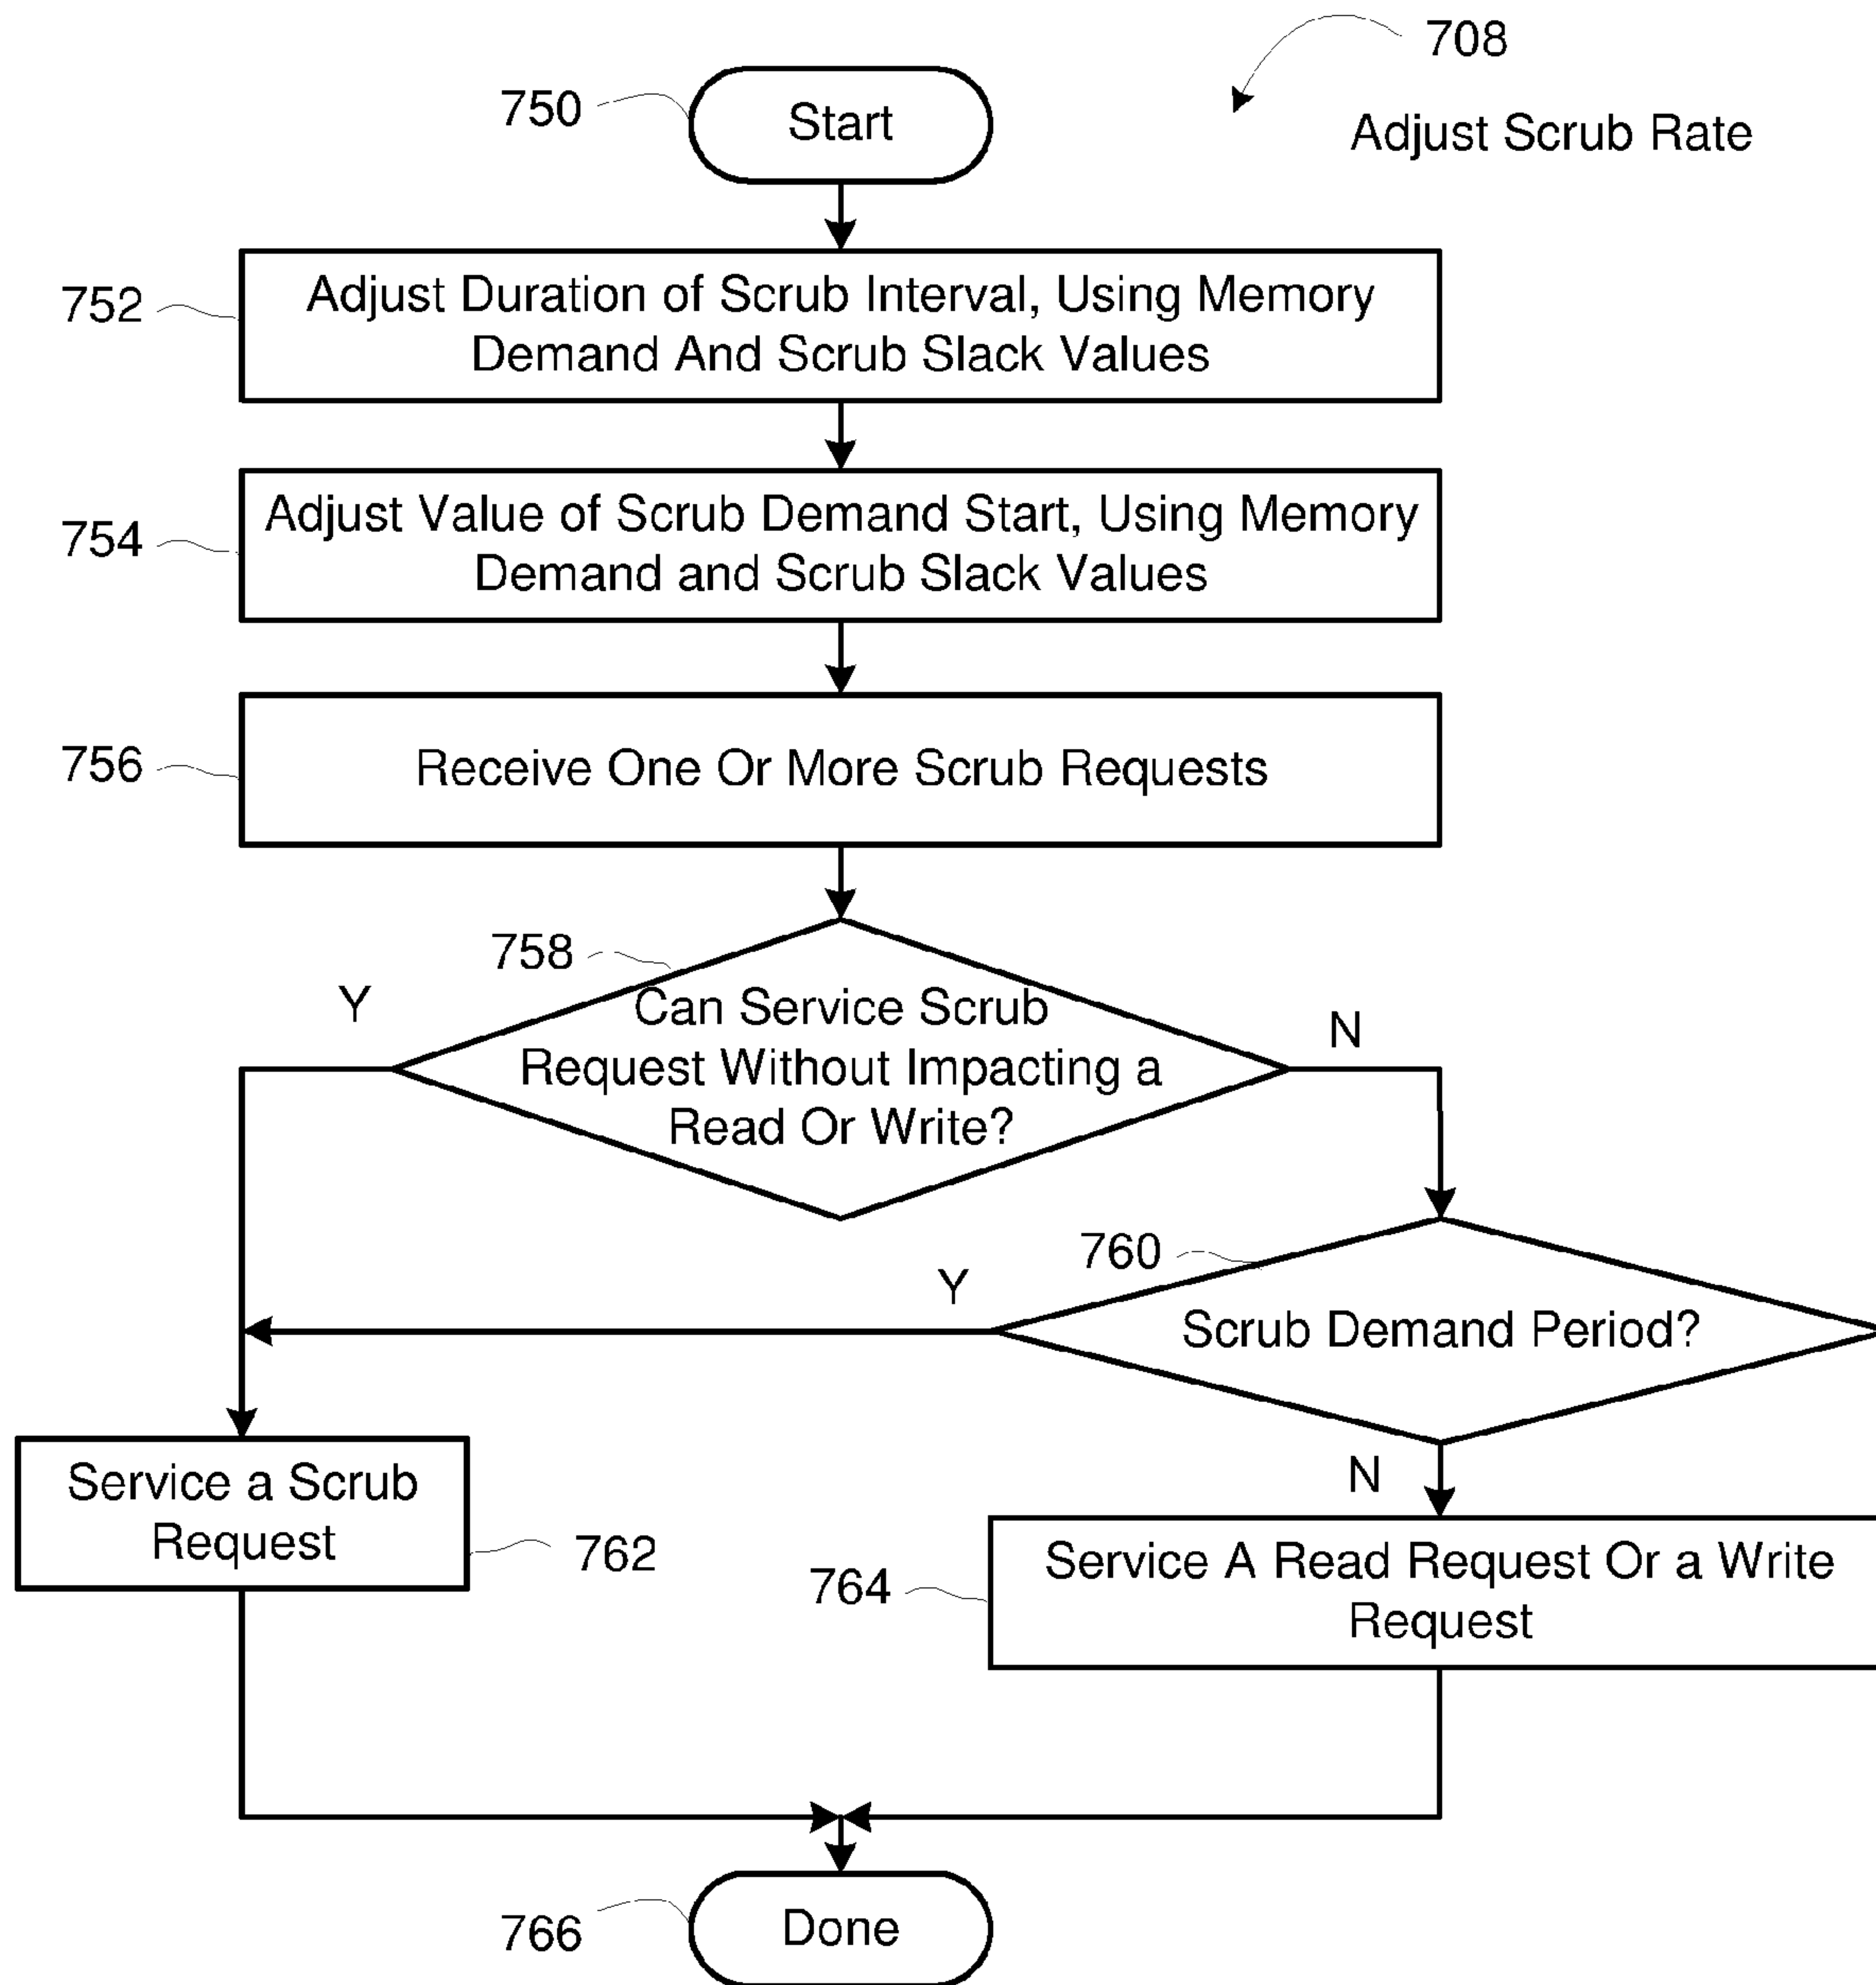 708
Adjust Scrub Rate
750
Start
752
Adjust Duration of Scrub Interval, Using Memory
Demand And Scrub Slack Values
754
Adjust Value of Scrub Demand Start, Using Memory
Demand and Scrub Slack Values
756
Receive One Or More Scrub Requests
758
Y
Can Service Scrub
Request Without Impacting a
Read Or Write?
N
760
Y
Scrub Demand Period?
N
Service a Scrub
Request
762
764
Service A Read Request Or a Write
Request
766
Done